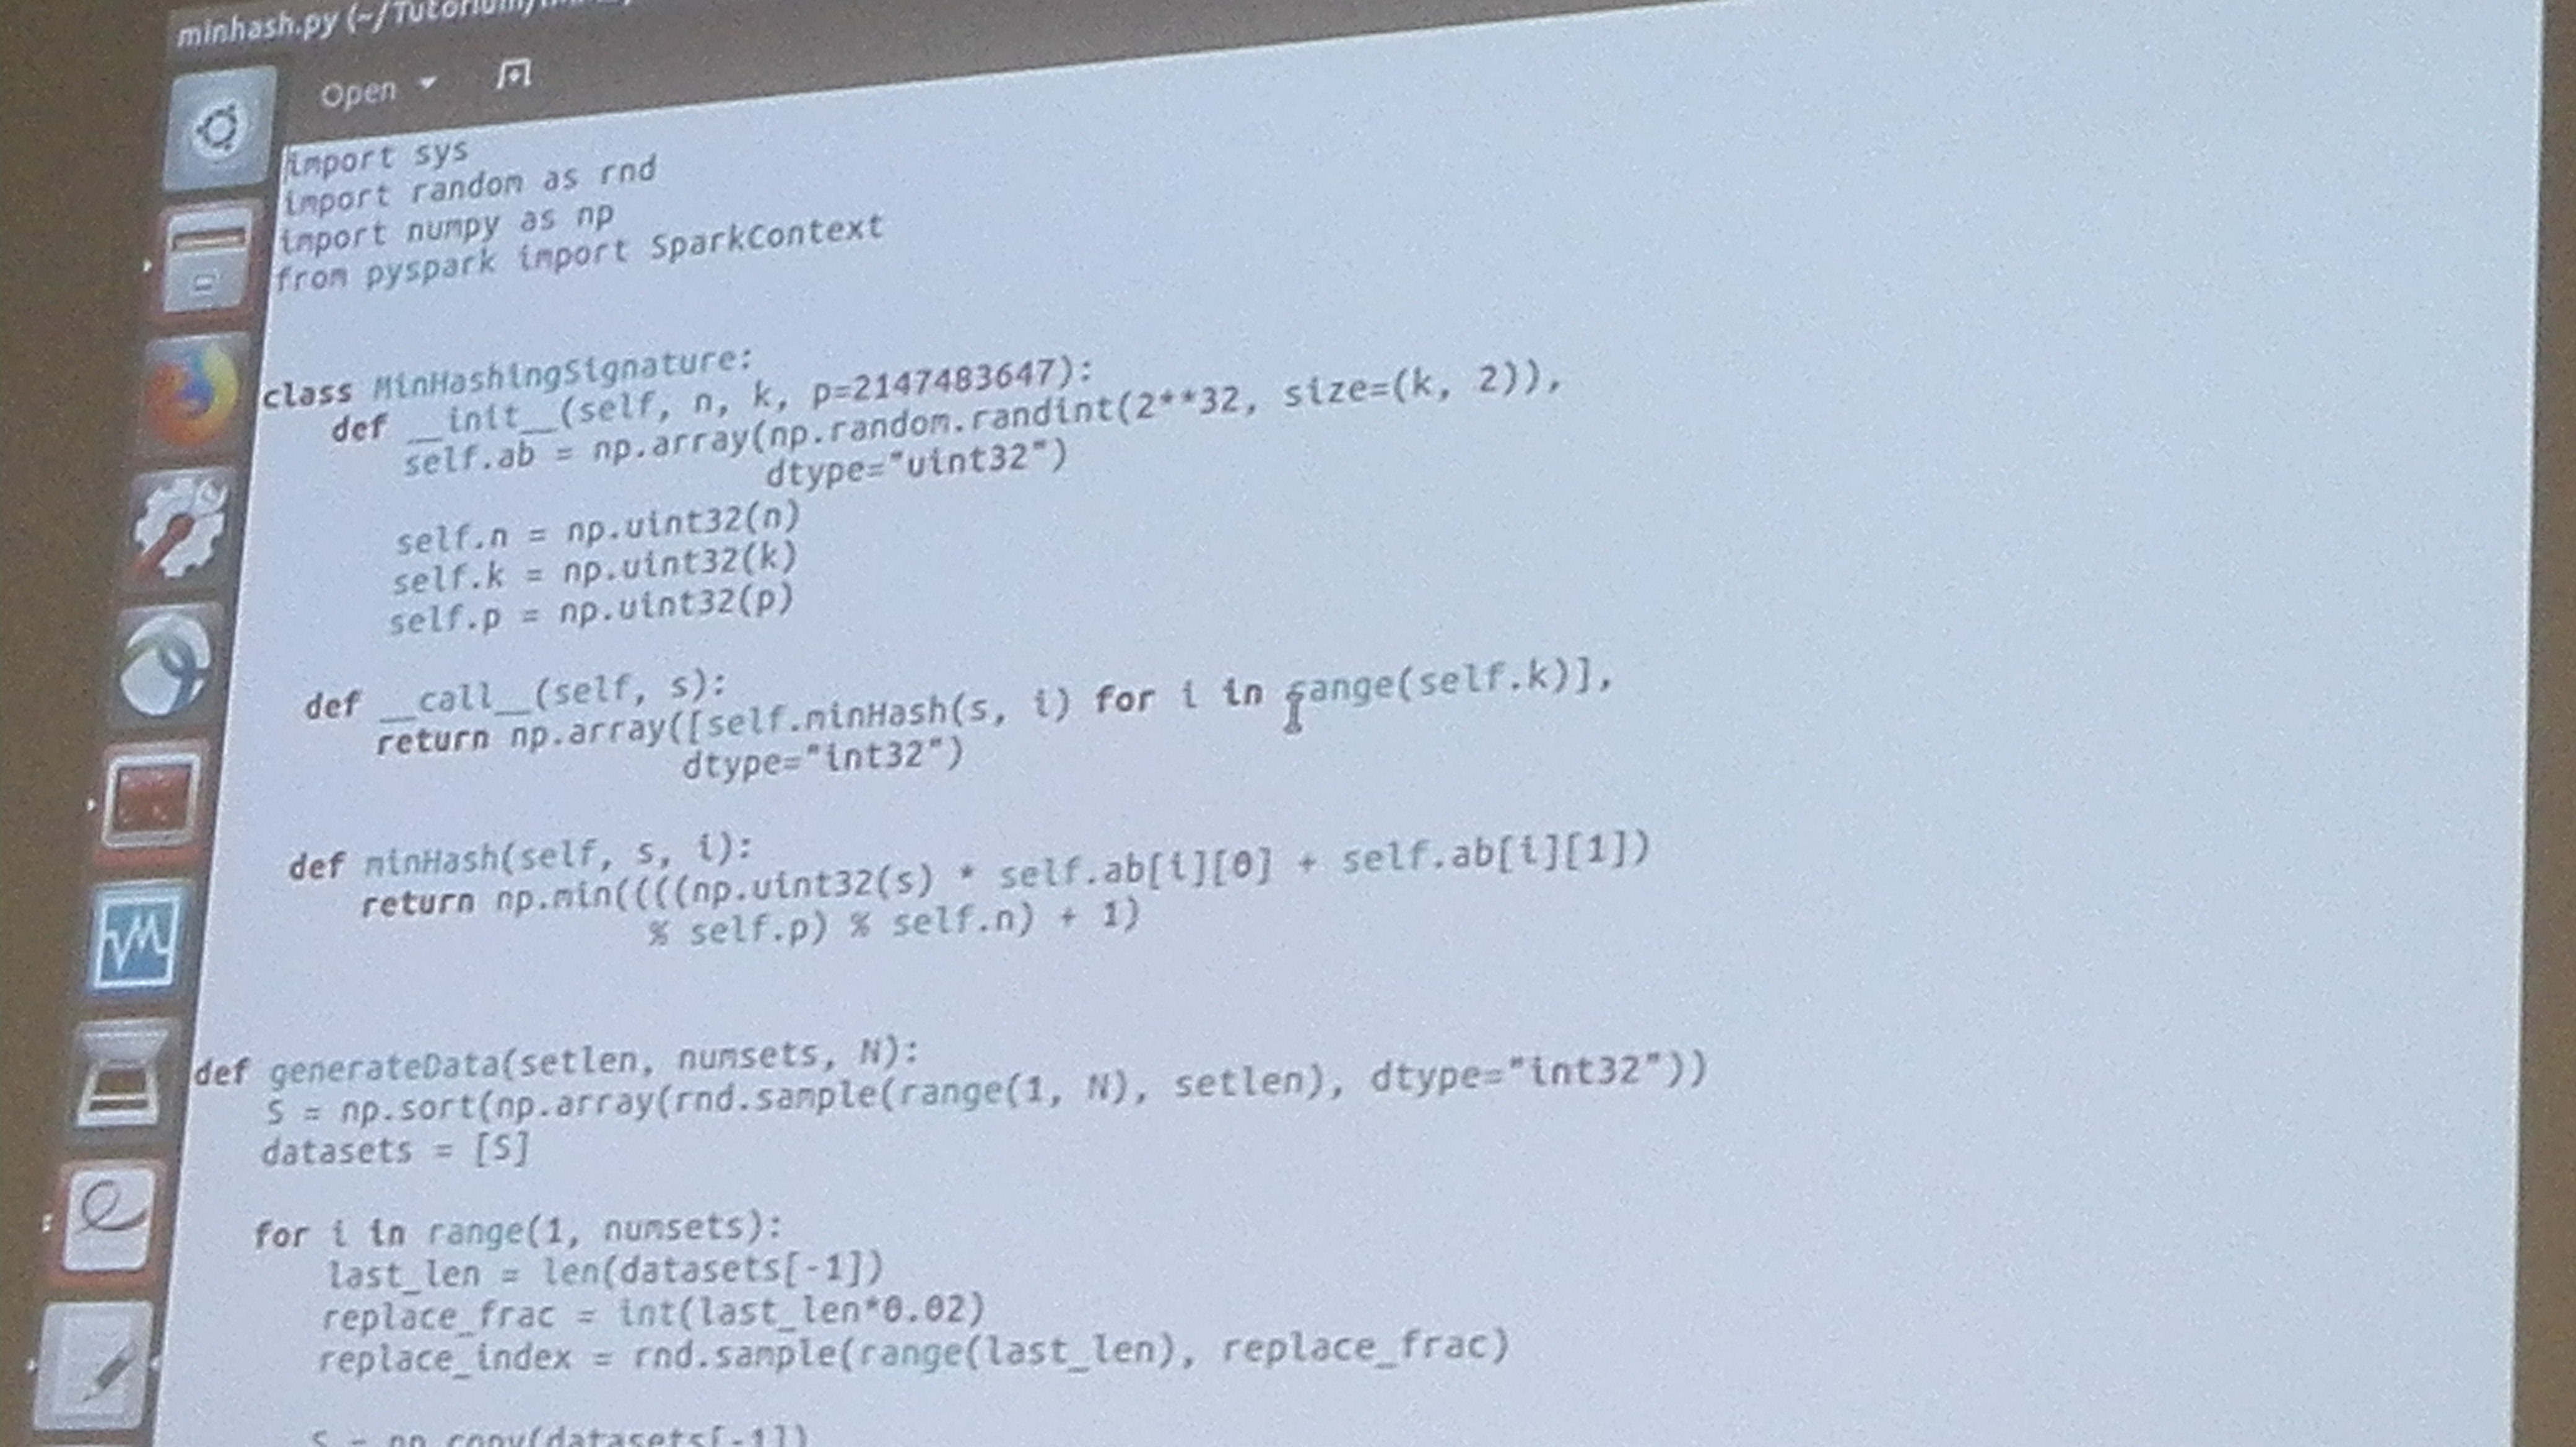 minhash.py (~/Tutorium/
Open
import sys
import random as rnd
import numpy as np
from pyspark import SparkContext
class MinHashingSignature:
    def __init__(self, n, k, p=2147483647):
        self.ab = np.array(np.random.randint(2**32, size=(k, 2)),
                           dtype="uint32")
        self.n = np.uint32(n)
        self.k = np.uint32(k)
        self.p = np.uint32(p)
    def __call__(self, s):
        return np.array([self.minHash(s, i) for i in range(self.k)],
                        dtype="int32")
    def minHash(self, s, i):
        return np.min((((np.uint32(s) * self.ab[i][0] + self.ab[i][1])
                        % self.p) % self.n) + 1)
def generateData(setlen, numsets, N):
    S = np.sort(np.array(rnd.sample(range(1, N), setlen), dtype="int32"))
    datasets = [S]
    for i in range(1, numsets):
        last_len = len(datasets[-1])
        replace_frac = int(last_len*0.02)
        replace_index = rnd.sample(range(last_len), replace_frac)
        S = np.copy(datasets[-1])